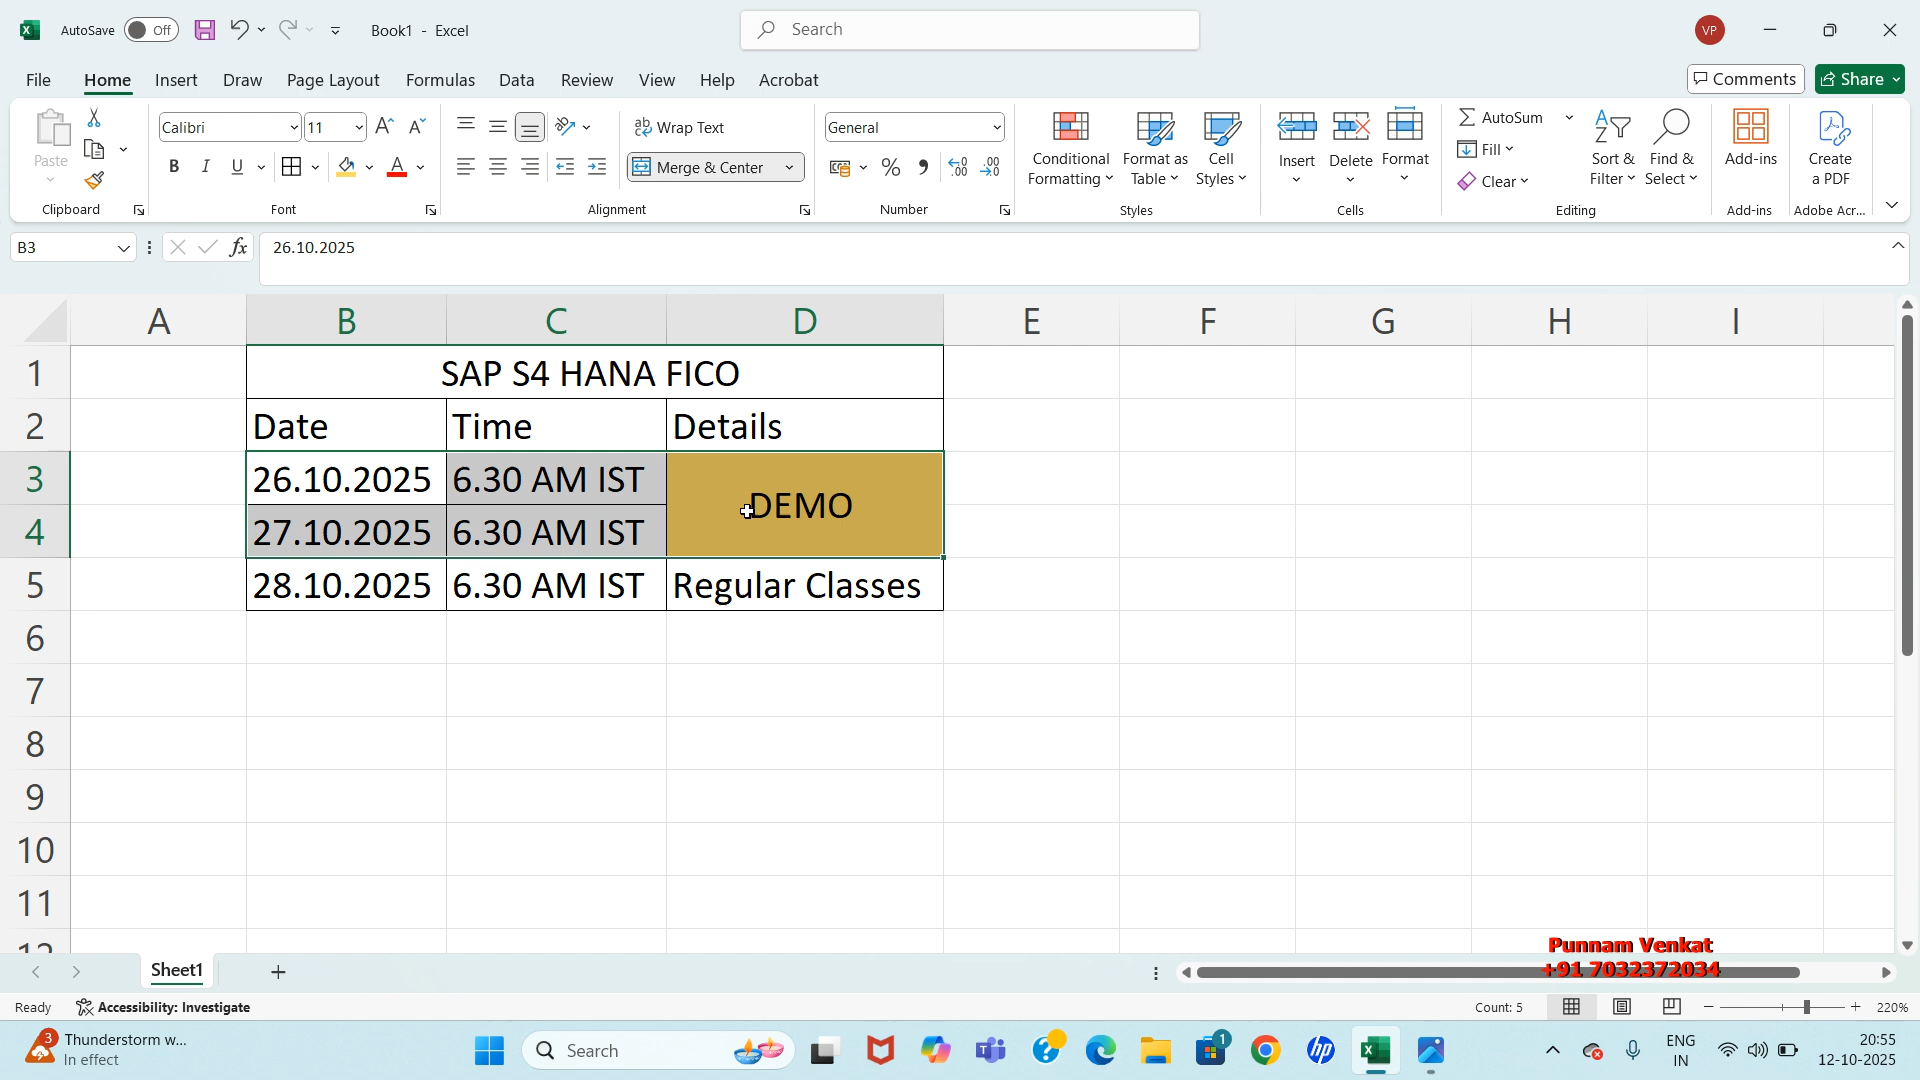 AutoSave Off Book1 - Excel Search VP
File Home Insert Draw Page Layout Formulas Data Review View Help Acrobat Comments Share
Paste Calibri 11 Wrap Text General Conditional Formatting Format as Table Cell Styles Insert Delete Format AutoSum Fill Clear Sort & Filter Find & Select Add-ins Create a PDF
B I U A Merge & Center % 
Clipboard Font Alignment Number Styles Cells Editing Add-ins Adobe Acr...
B3 fx 26.10.2025
A B C D E F G H I
1 SAP S4 HANA FICO
2 Date Time Details
3 26.10.2025 6.30 AM IST DEMO
4 27.10.2025 6.30 AM IST
5 28.10.2025 6.30 AM IST Regular Classes
6
7
8
9
10
11
12
Punnam Venkat
+91 7032372034
Sheet1
Ready Accessibility: Investigate Count: 5 220%
3 Thunderstorm w... Search 1 ENG 20:55
In effect IN 12-10-2025